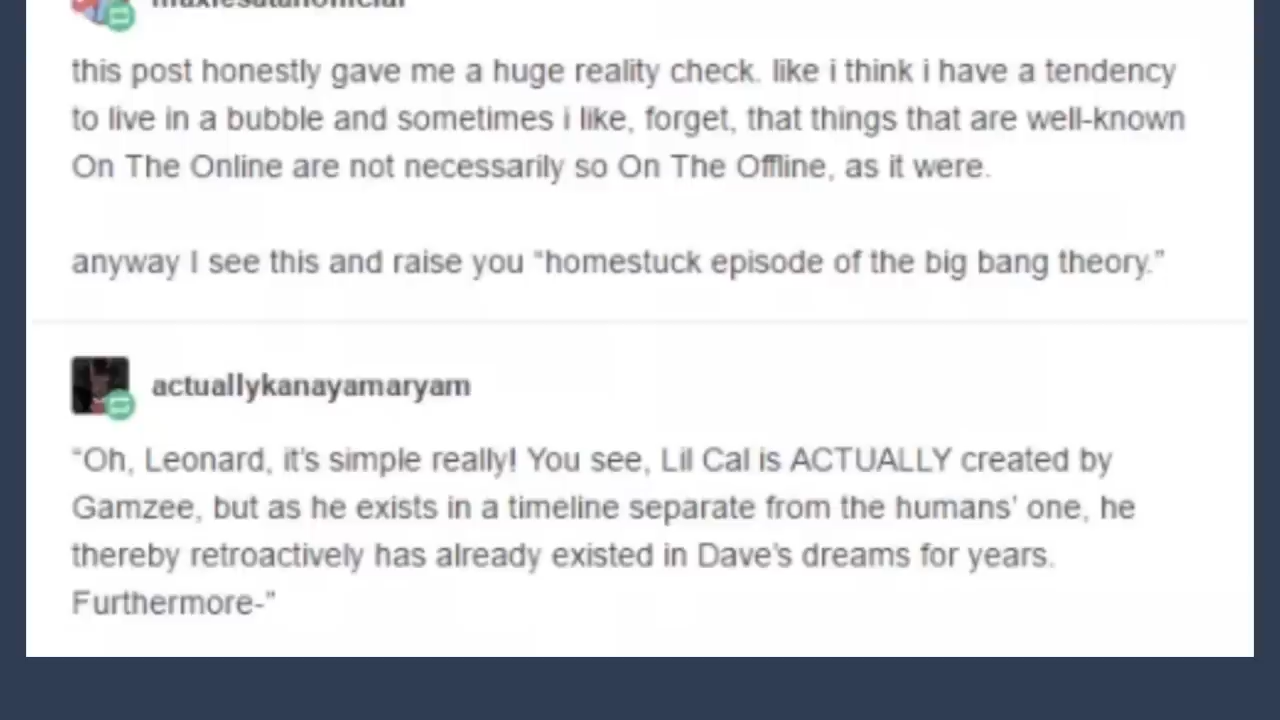 this post honestly gave me a huge reality check. like i think i have a tendency
to live in a bubble and sometimes i like, forget, that things that are well-known
On The Online are not necessarily so On The Offline, as it were.
anyway I see this and raise you “homestuck episode of the big bang theory.”
actuallykanayamaryam
“Oh, Leonard, it’s simple really! You see, Lil Cal is ACTUALLY created by
Gamzee, but as he exists in a timeline separate from the humans’ one, he
thereby retroactively has already existed in Dave’s dreams for years.
Furthermore-”